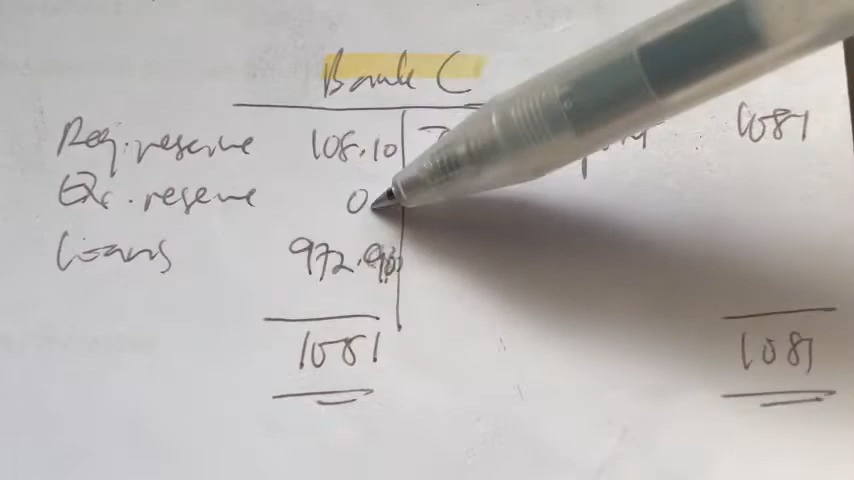 Bank C
Req. reserve 108.10 1081
Ex. reserve 0
Loans 972.90
1081 1081